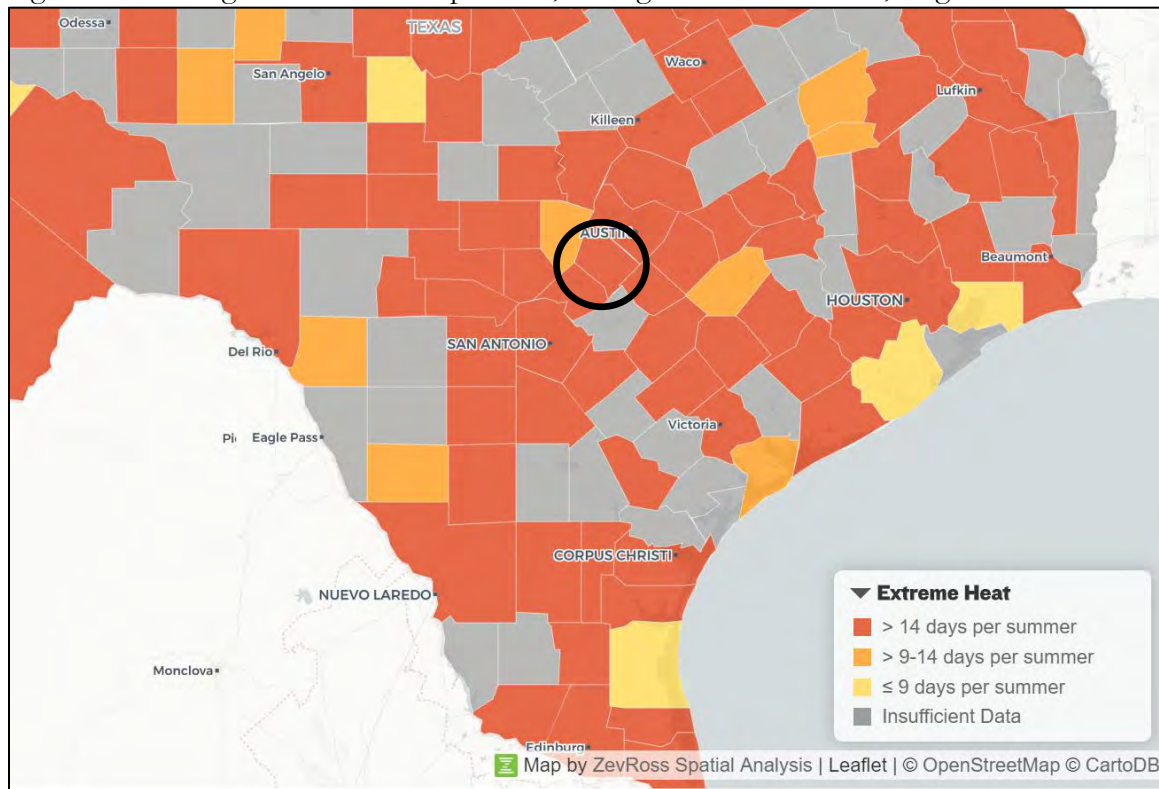 Odessa
TEXAS
Waco
San Angelo
Lufkin
Killeen
AUSTIN
Beaumont
HOUSTON
SAN ANTONIO
Del Rio
Victoria
Eagle Pass
CORPUS CHRISTI
NUEVO LAREDO
Monclova
Edinburg
Extreme Heat
> 14 days per summer
> 9-14 days per summer
≤ 9 days per summer
Insufficient Data
Map by ZevRoss Spatial Analysis | Leaflet | © OpenStreetMap © CartoDB